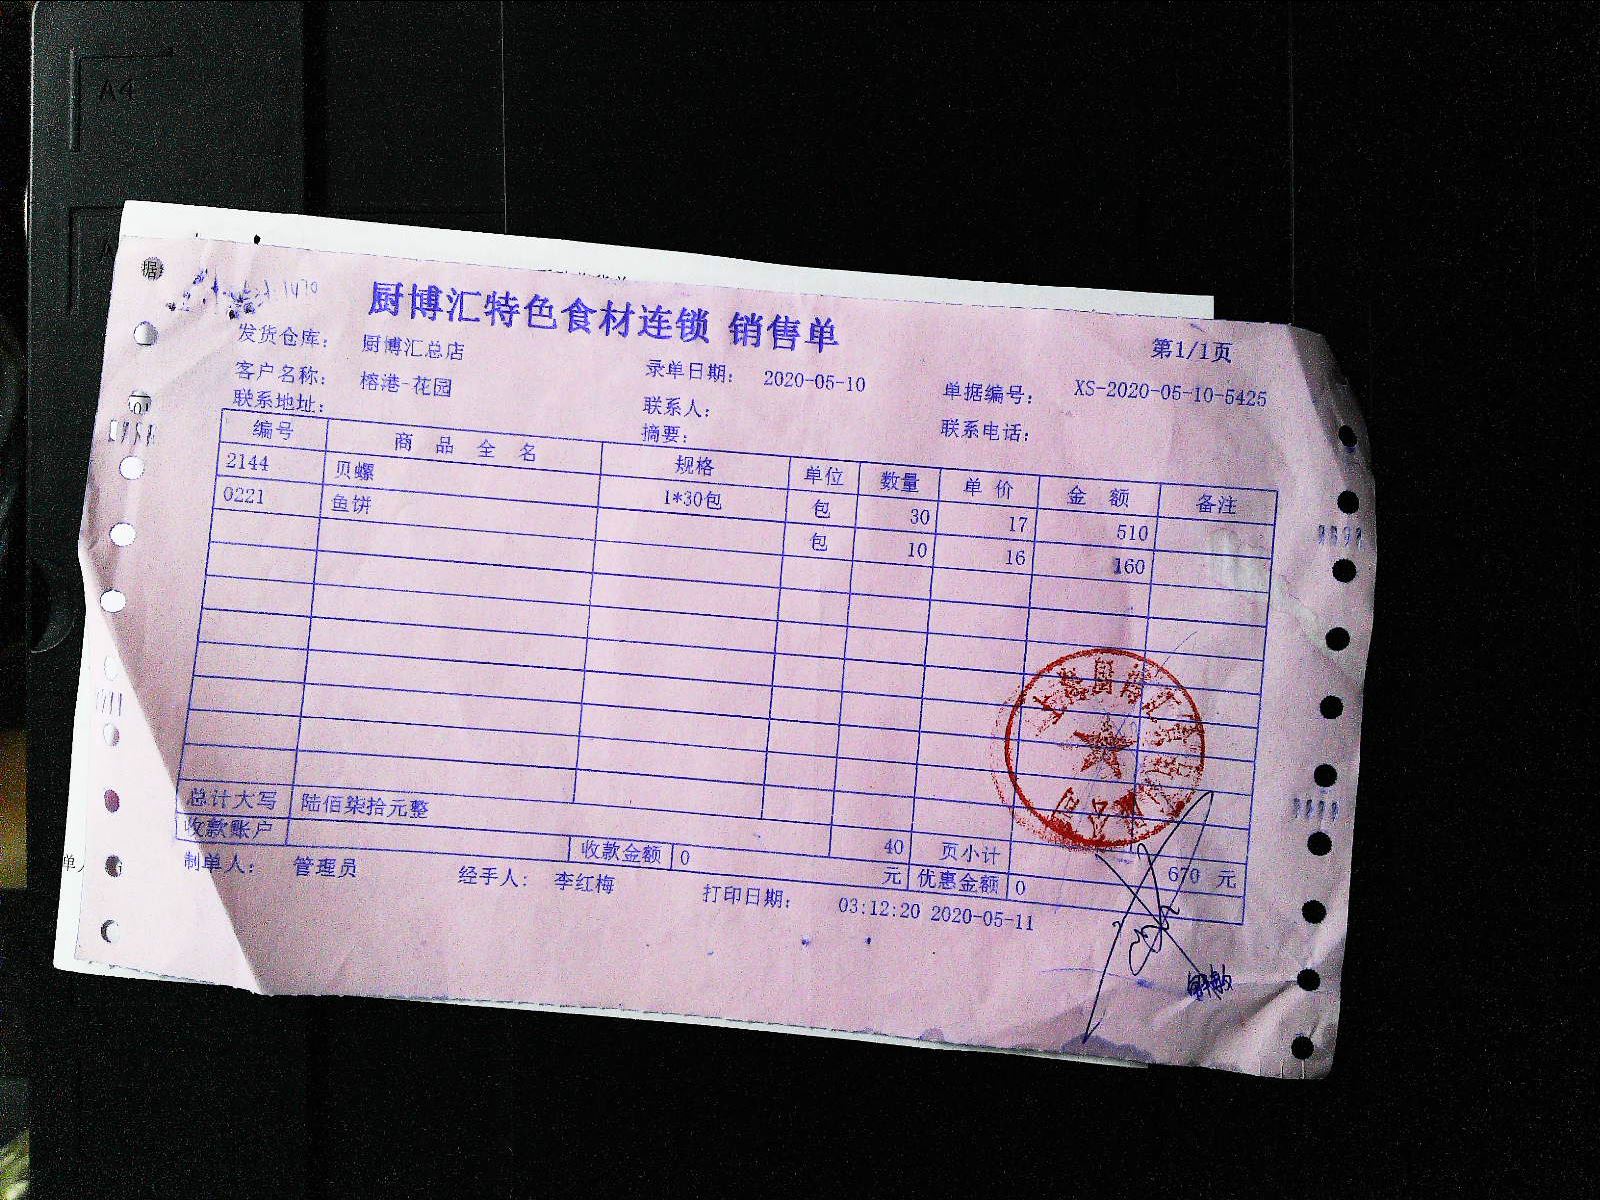 A4
厨博汇特色食材连锁 销售单
第1/1页
发货仓库： 厨博汇总店
录单日期： 2020-05-10
单据编号： XS-2020-05-10-5425
客户名称： 榕港-花园
联系人：
联系电话：
联系地址：
摘要：
编号 商 品 全 名 规格 单位 数量 单 价 金 额 备注
2144 贝螺 1*30包 包 30 17 510
0221 鱼饼 包 10 16 160
总计大写 陆佰柒拾元整 40 页小计 670 元
收款账户 收款金额 0 元 优惠金额 0
制单人： 管理员 经手人： 李红梅 打印日期： 03:12:20 2020-05-11